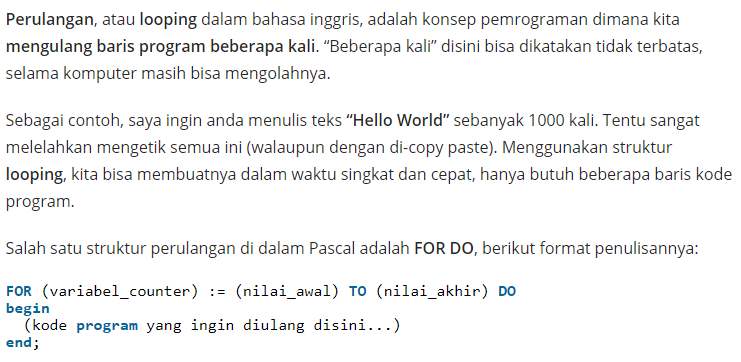 Perulangan, atau looping dalam bahasa inggris, adalah konsep pemrograman dimana kita
mengulang baris program beberapa kali. “Beberapa kali” disini bisa dikatakan tidak terbatas,
selama komputer masih bisa mengolahnya.
Sebagai contoh, saya ingin anda menulis teks “Hello World” sebanyak 1000 kali. Tentu sangat
melelahkan mengetik semua ini (walaupun dengan di-copy paste). Menggunakan struktur
looping, kita bisa membuatnya dalam waktu singkat dan cepat, hanya butuh beberapa baris kode
program.
Salah satu struktur perulangan di dalam Pascal adalah FOR DO, berikut format penulisannya:
FOR (variabel_counter) := (nilai_awal) TO (nilai_akhir) DO
begin
  (kode program yang ingin diulang disini...)
end;